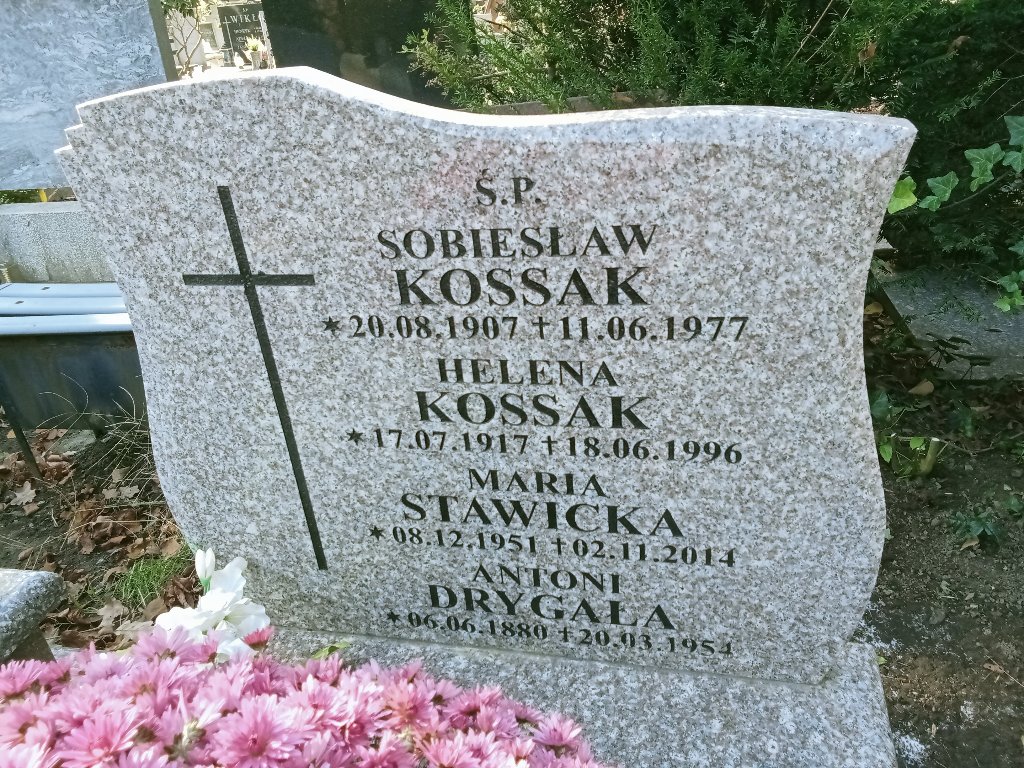 Ś.P.
SOBIESŁAW
KOSSAK
*20.08.1907 †11.06.1977
HELENA
KOSSAK
*17.07.1917 †18.06.1996
MARIA
STAWICKA
*08.12.1951 †02.11.2014
ANTONI
DRYGAŁA
*06.06.1880 †20.03.1954